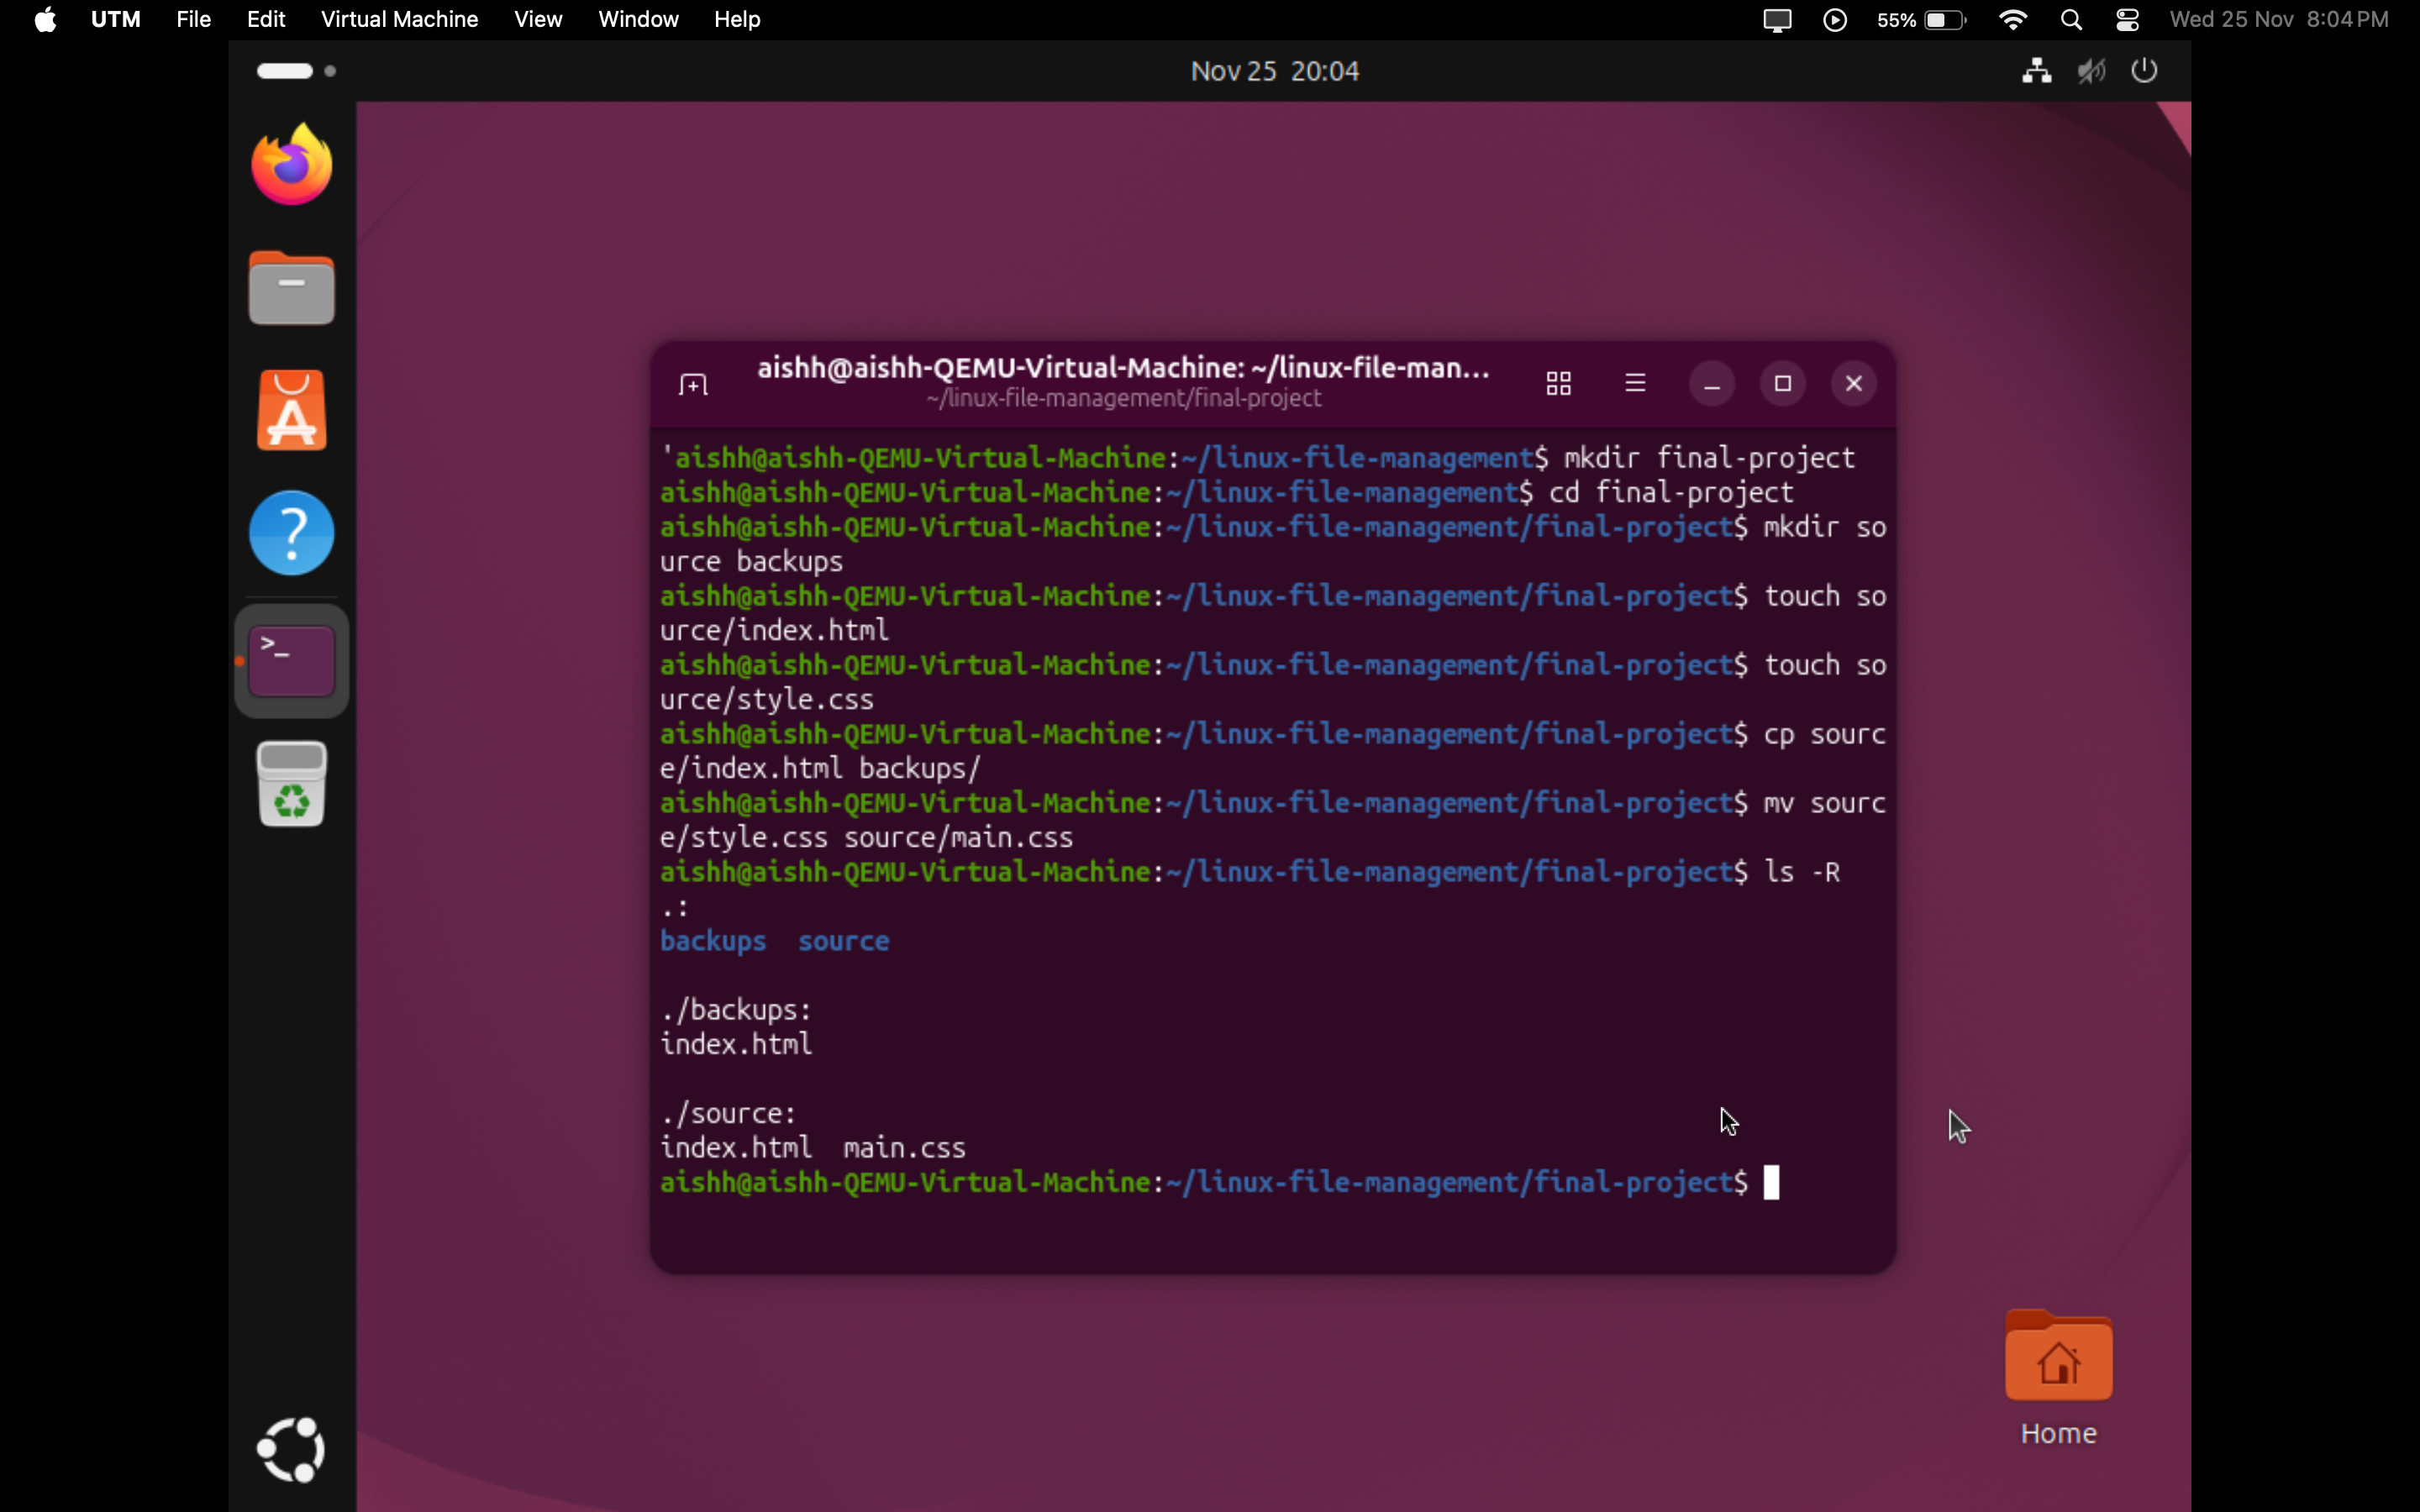 UTM File Edit Virtual Machine View Window Help 55% Wed 25 Nov 8:04 PM
Nov 25 20:04
aishh@aishh-QEMU-Virtual-Machine: ~/linux-file-man...
~/linux-file-management/final-project
'aishh@aishh-QEMU-Virtual-Machine:~/linux-file-management$ mkdir final-project
aishh@aishh-QEMU-Virtual-Machine:~/linux-file-management$ cd final-project
aishh@aishh-QEMU-Virtual-Machine:~/linux-file-management/final-project$ mkdir so
urce backups
aishh@aishh-QEMU-Virtual-Machine:~/linux-file-management/final-project$ touch so
urce/index.html
aishh@aishh-QEMU-Virtual-Machine:~/linux-file-management/final-project$ touch so
urce/style.css
aishh@aishh-QEMU-Virtual-Machine:~/linux-file-management/final-project$ cp sourc
e/index.html backups/
aishh@aishh-QEMU-Virtual-Machine:~/linux-file-management/final-project$ mv sourc
e/style.css source/main.css
aishh@aishh-QEMU-Virtual-Machine:~/linux-file-management/final-project$ ls -R
.:
backups  source
./backups:
index.html
./source:
index.html  main.css
aishh@aishh-QEMU-Virtual-Machine:~/linux-file-management/final-project$
Home